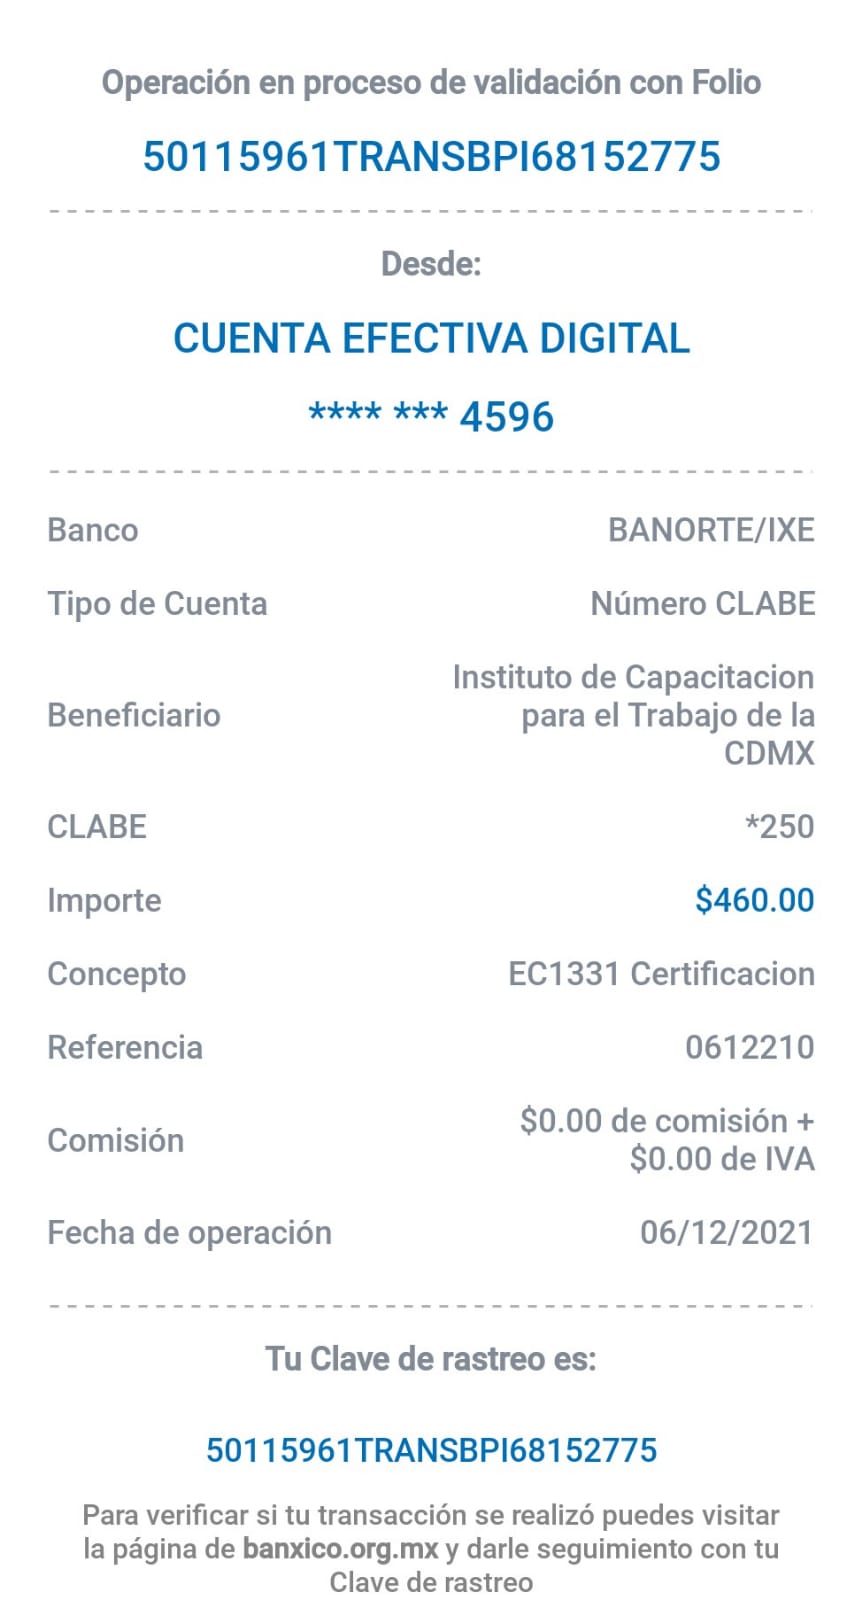 Operación en proceso de validación con Folio
50115961TRANSBPI68152775
Desde:
CUENTA EFECTIVA DIGITAL
**** *** 4596
Banco BANORTE/IXE
Tipo de Cuenta Número CLABE
Beneficiario Instituto de Capacitacion
para el Trabajo de la
CDMX
CLABE *250
Importe $460.00
Concepto EC1331 Certificacion
Referencia 0612210
Comisión $0.00 de comisión +
$0.00 de IVA
Fecha de operación 06/12/2021
Tu Clave de rastreo es:
50115961TRANSBPI68152775
Para verificar si tu transacción se realizó puedes visitar
la página de banxico.org.mx y darle seguimiento con tu
Clave de rastreo